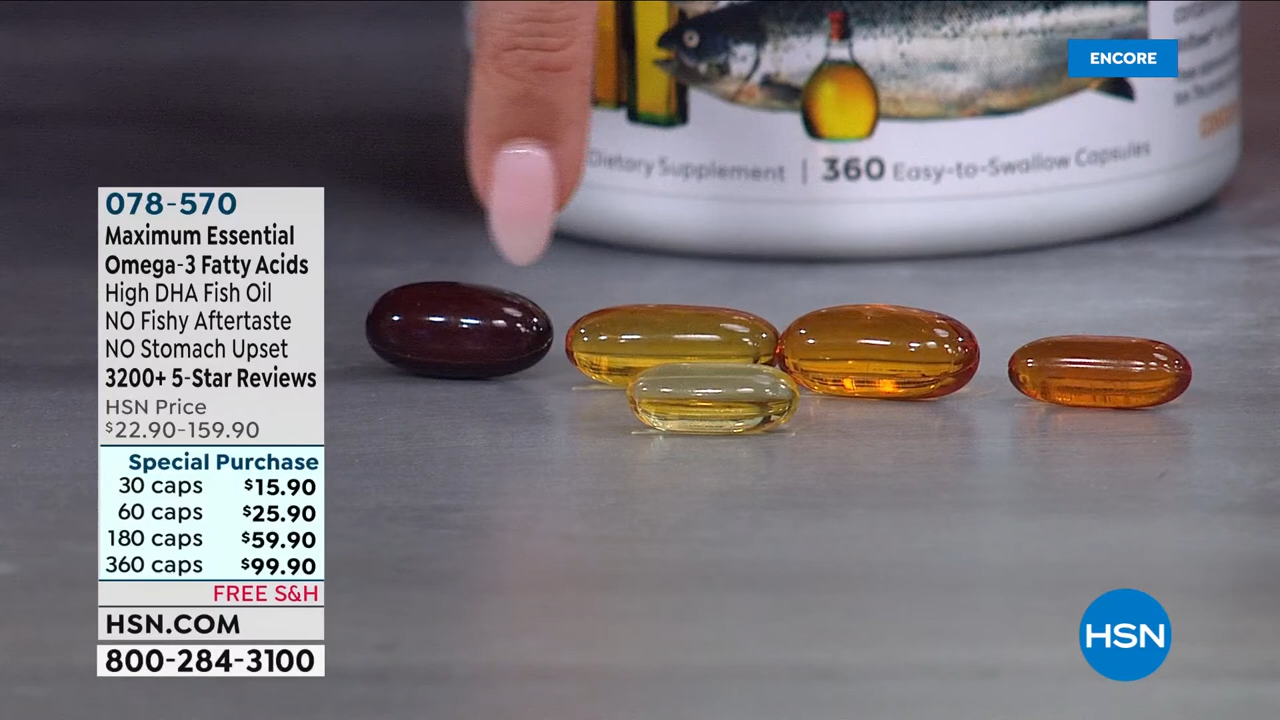 ENCORE
Dietary Supplement | 360 Easy-to-Swallow Capsules
078-570
Maximum Essential
Omega-3 Fatty Acids
High DHA Fish Oil
NO Fishy Aftertaste
NO Stomach Upset
3200+ 5-Star Reviews
HSN Price
$22.90-159.90
Special Purchase
30 caps $15.90
60 caps $25.90
180 caps $59.90
360 caps $99.90
FREE S&H
HSN.COM
800-284-3100
HSN